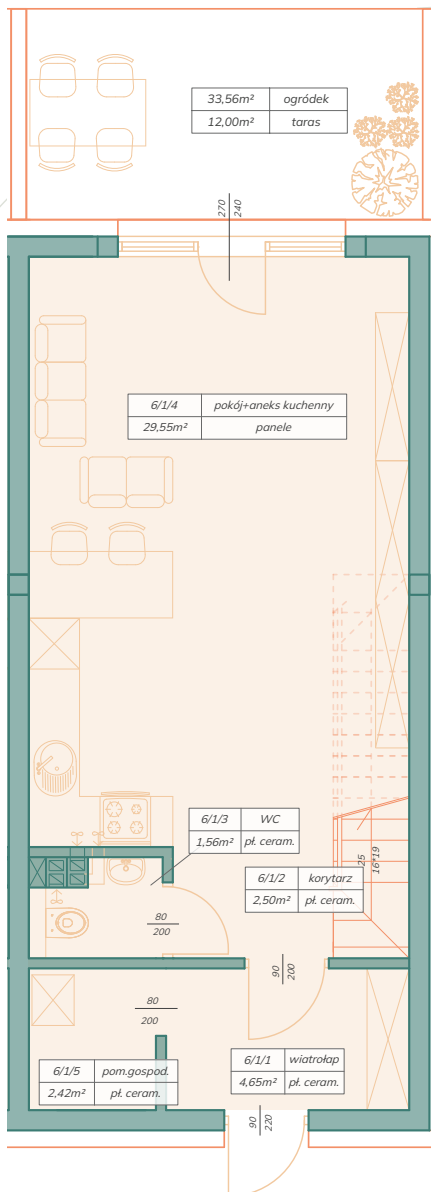 33,56m² ogródek
12,00m² taras
270
240
6/1/4 pokój+aneks kuchenny
29,55m² panele
6/1/3 WC
1,56m² pł. ceram.
25
16*19
6/1/2 korytarz
2,50m² pł. ceram.
80
200
90
200
80
200
6/1/1 wiatrołap
4,65m² pł. ceram.
6/1/5 pom.gospod.
2,42m² pł. ceram.
90
220